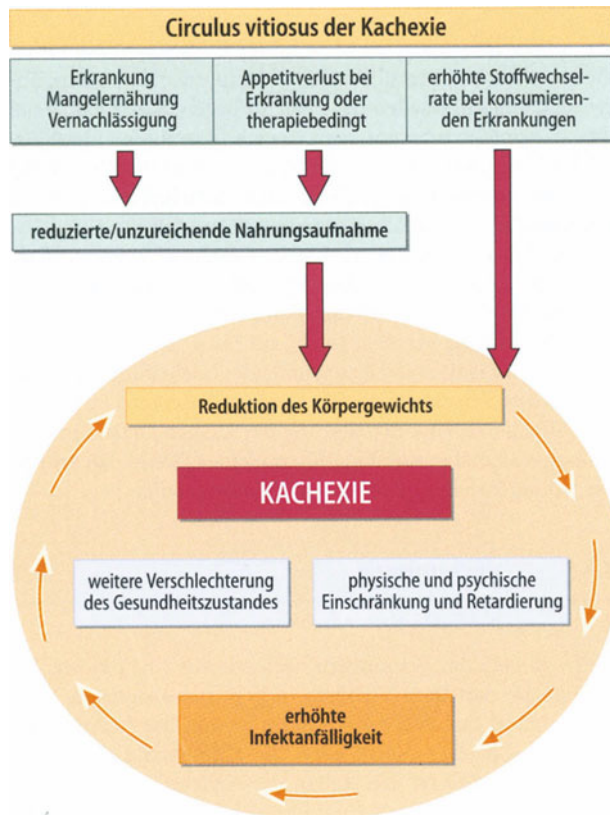 Circulus vitiosus der Kachexie
Erkrankung
Mangelernährung
Vernachlässigung
Appetitverlust bei
Erkrankung oder
therapiebedingt
erhöhte Stoffwechsel-
rate bei konsumieren-
den Erkrankungen
reduzierte/unzureichende Nahrungsaufnahme
Reduktion des Körpergewichts
KACHEXIE
weitere Verschlechterung
des Gesundheitszustandes
physische und psychische
Einschränkung und Retardierung
erhöhte
Infektanfälligkeit